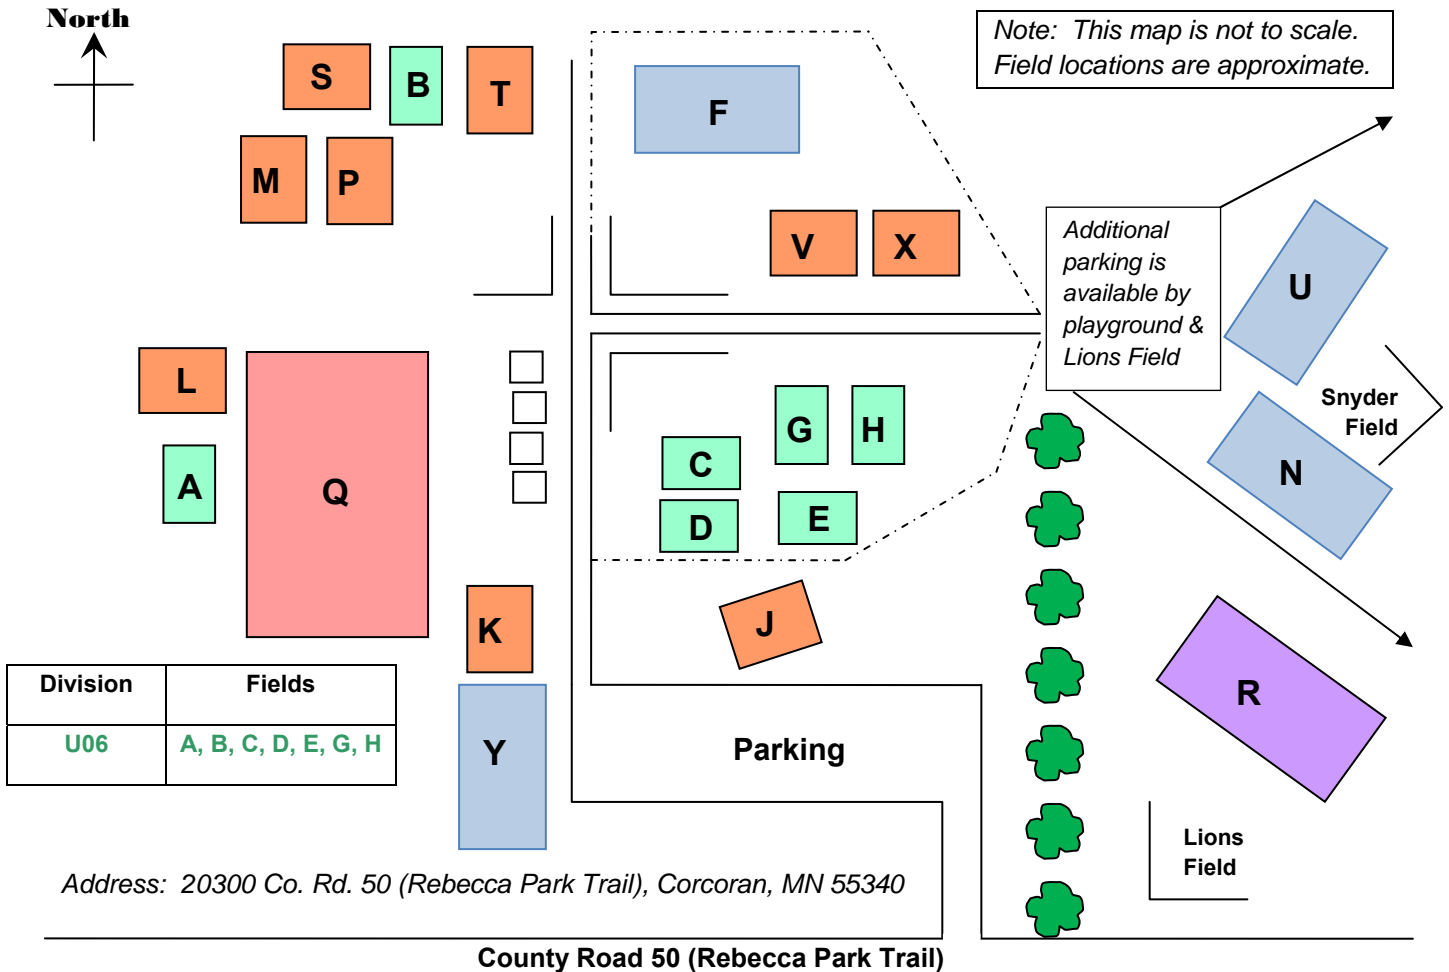 North
Note: This map is not to scale.
Field locations are approximate.
S
B
T
F
M
P
V
X
Additional
parking is
available by
playground &
Lions Field
U
L
A
Q
G
H
C
D
E
Snyder
Field
N
K
J
R
Division Fields
U06 A, B, C, D, E, G, H
Y
Parking
Lions
Field
Address: 20300 Co. Rd. 50 (Rebecca Park Trail), Corcoran, MN 55340
County Road 50 (Rebecca Park Trail)